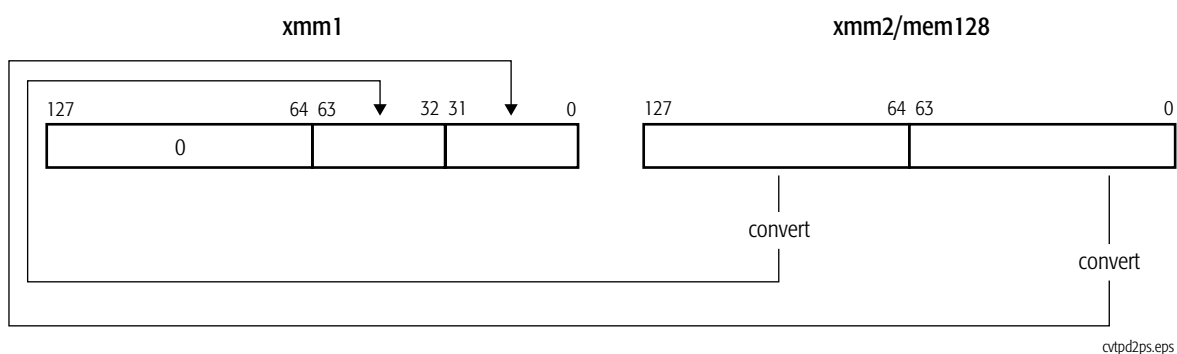 xmm1 xmm2/mem128
127 64 63 32 31 0 127 64 63 0
0
convert
convert
cvtpd2ps.eps